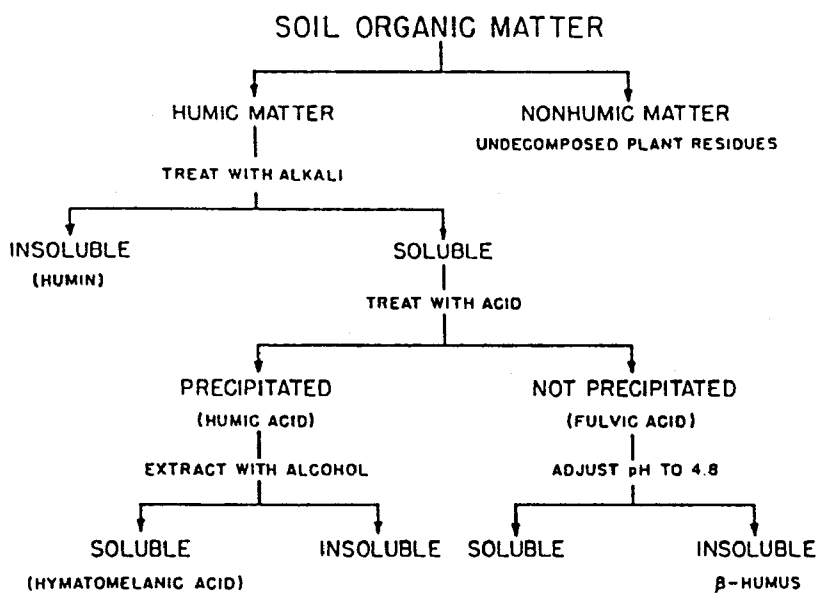 SOIL ORGANIC MATTER
HUMIC MATTER
NONHUMIC MATTER
UNDECOMPOSED PLANT RESIDUES
TREAT WITH ALKALI
INSOLUBLE
(HUMIN)
SOLUBLE
TREAT WITH ACID
PRECIPITATED
(HUMIC ACID)
NOT PRECIPITATED
(FULVIC ACID)
EXTRACT WITH ALCOHOL
ADJUST pH TO 4.8
SOLUBLE
(HYMATOMELANIC ACID)
INSOLUBLE
SOLUBLE
INSOLUBLE
β-HUMUS